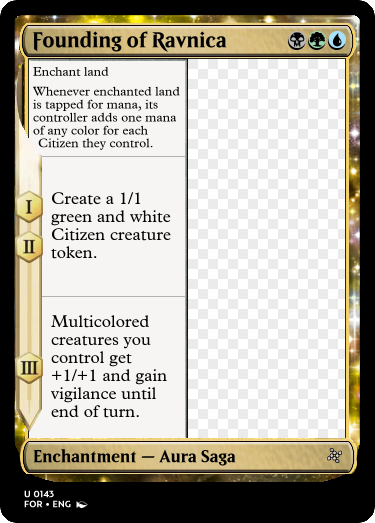 Founding of Ravnica
Enchant land
Whenever enchanted land
is tapped for mana, its
controller adds one mana
of any color for each
Citizen they control.
I
Create a 1/1
green and white
Citizen creature
token.
II
Multicolored
creatures you
control get
+1/+1 and gain
vigilance until
end of turn.
III
Enchantment — Aura Saga
U 0143
FOR • ENG